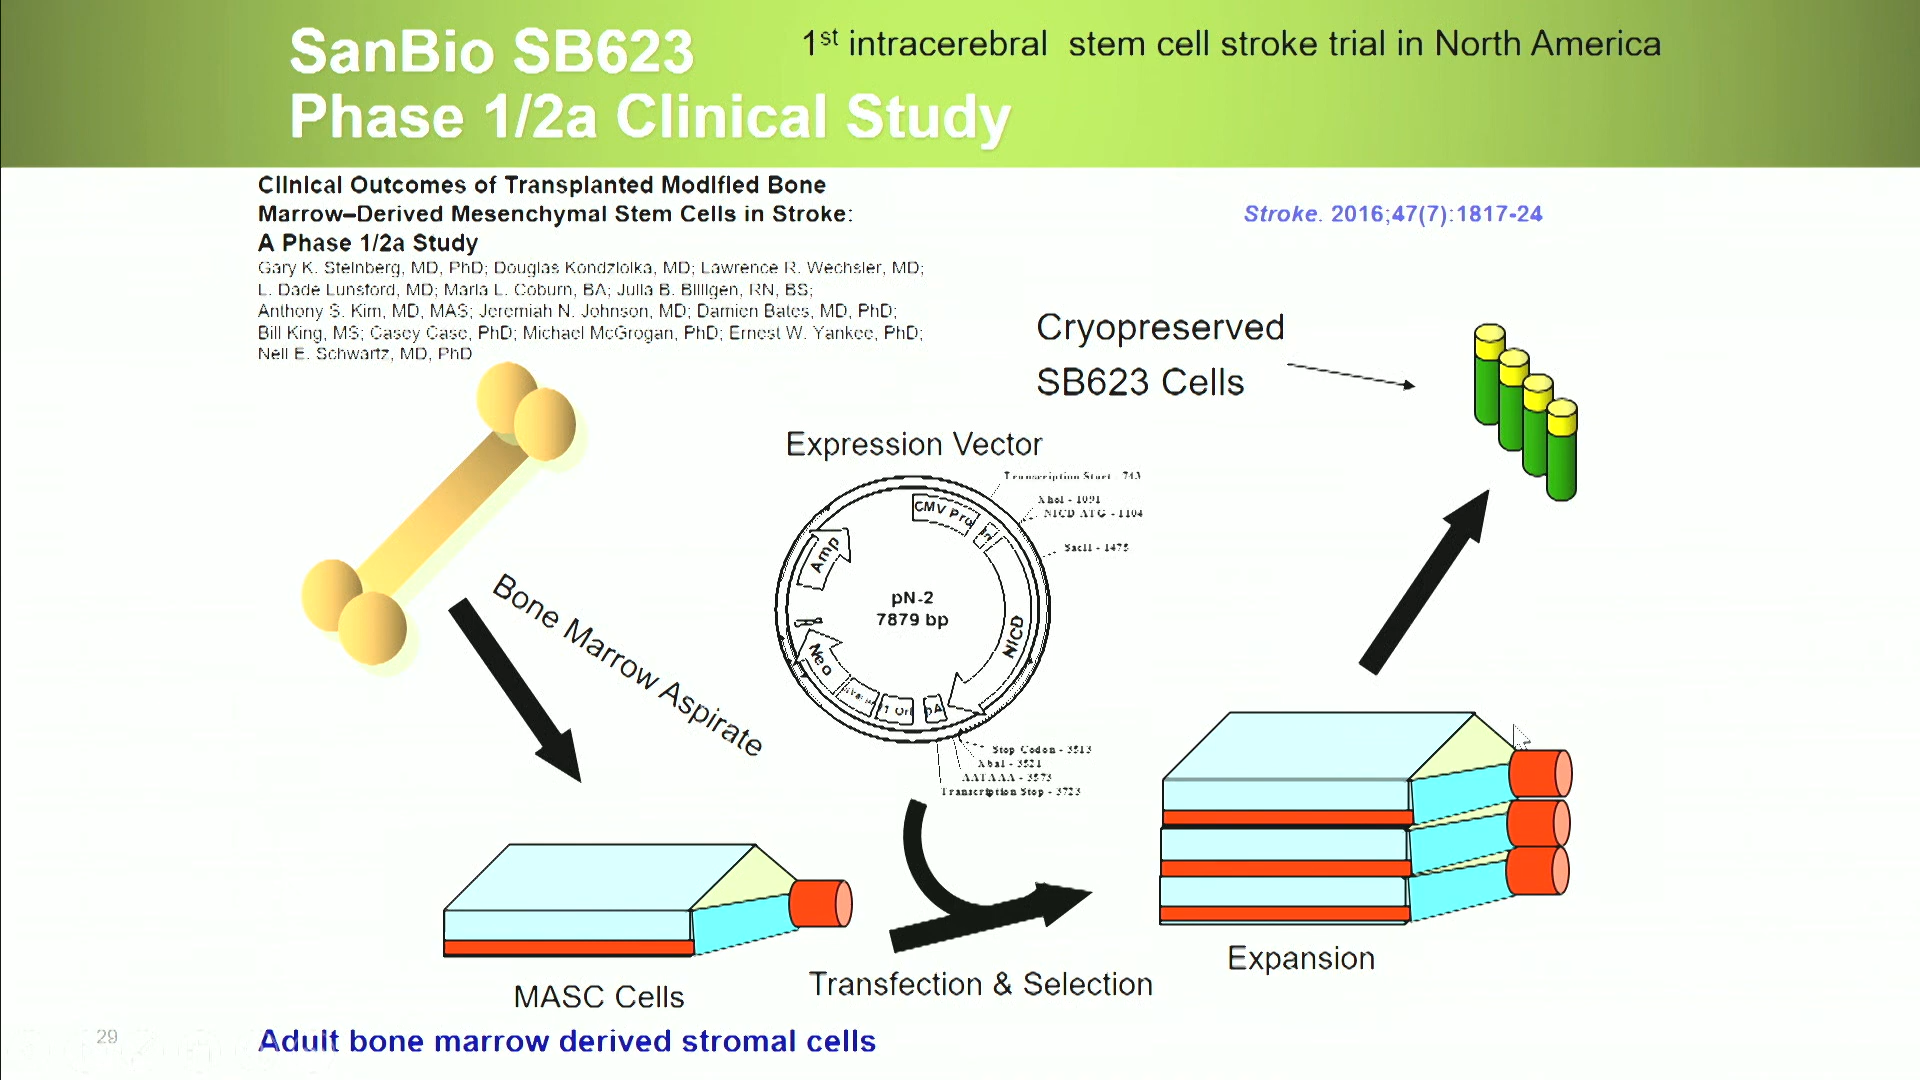 SanBio SB623
Phase 1/2a Clinical Study
1st intracerebral stem cell stroke trial in North America
Clinical Outcomes of Transplanted Modified Bone
Marrow–Derived Mesenchymal Stem Cells in Stroke:
A Phase 1/2a Study
Stroke. 2016;47(7):1817-24
Gary K. Steinberg, MD, PhD; Douglas Kondziolka, MD; Lawrence R. Wechsler, MD;
L. Dade Lunsford, MD; Maria L. Coburn, BA; Julia B. Billigen, RN, BS;
Anthony S. Kim, MD, MAS; Jeremiah N. Johnson, MD; Damien Bates, MD, PhD;
Bill King, MS; Casey Case, PhD; Michael McGrogan, PhD; Ernest W. Yankee, PhD;
Neil E. Schwartz, MD, PhD
Cryopreserved
SB623 Cells
Expression Vector
Transcription Start - 743
XhoI - 1091
NICD ATG - 1104
SacII - 1475
CMV Pro
Amp
pN-2
7879 bp
NICD
Neo
f1 Ori
pA
Stop Codon - 3513
XbaI - 3521
AATAAA - 3573
Transcription Stop - 3723
Bone Marrow Aspirate
MASC Cells
Transfection & Selection
Expansion
Adult bone marrow derived stromal cells
29